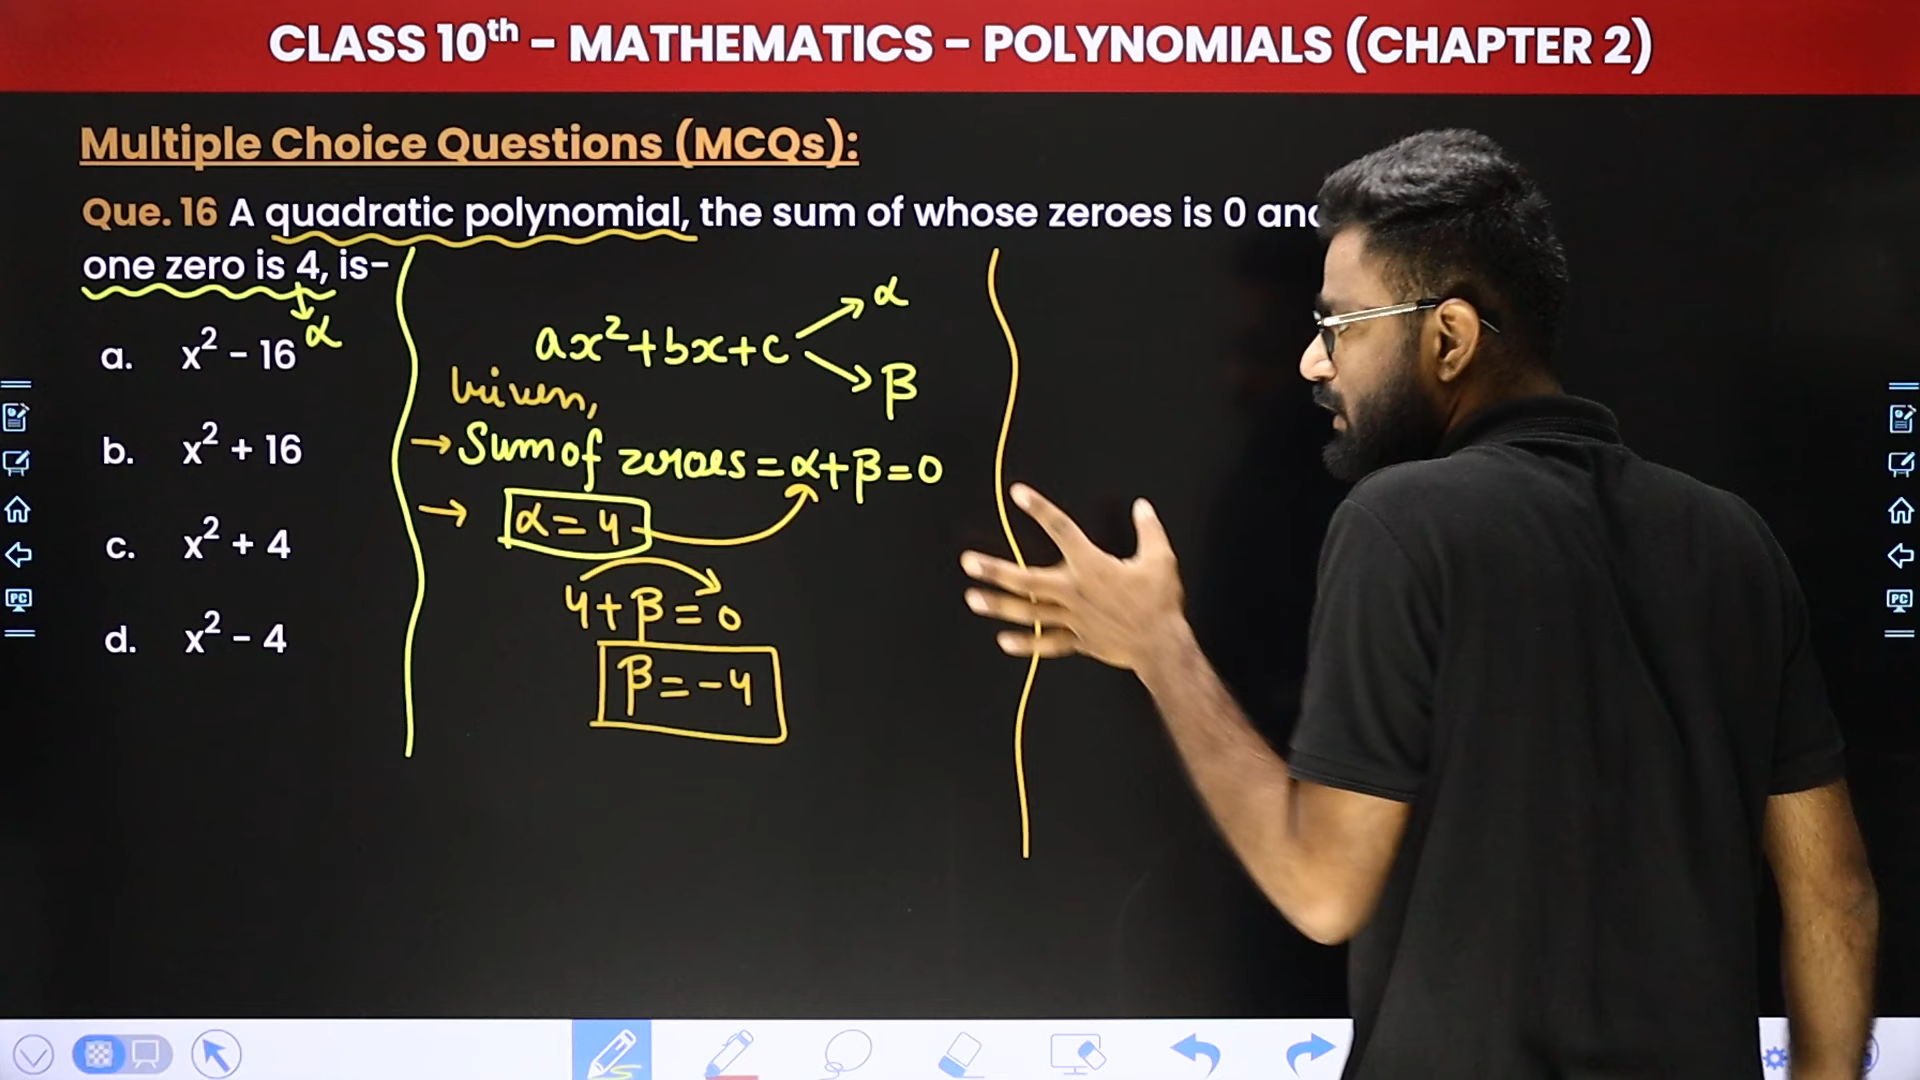 CLASS 10th - MATHEMATICS - POLYNOMIALS (CHAPTER 2)
Multiple Choice Questions (MCQs):
Que. 16 A quadratic polynomial, the sum of whose zeroes is 0 and
one zero is 4, is-
α
a. x² - 16
b. x² + 16
c. x² + 4
d. x² - 4
ax²+bx+c
α
β
Given,
→ Sum of zeroes = α+β=0
→ α = 4
4+β=0
β=-4
PC
PC